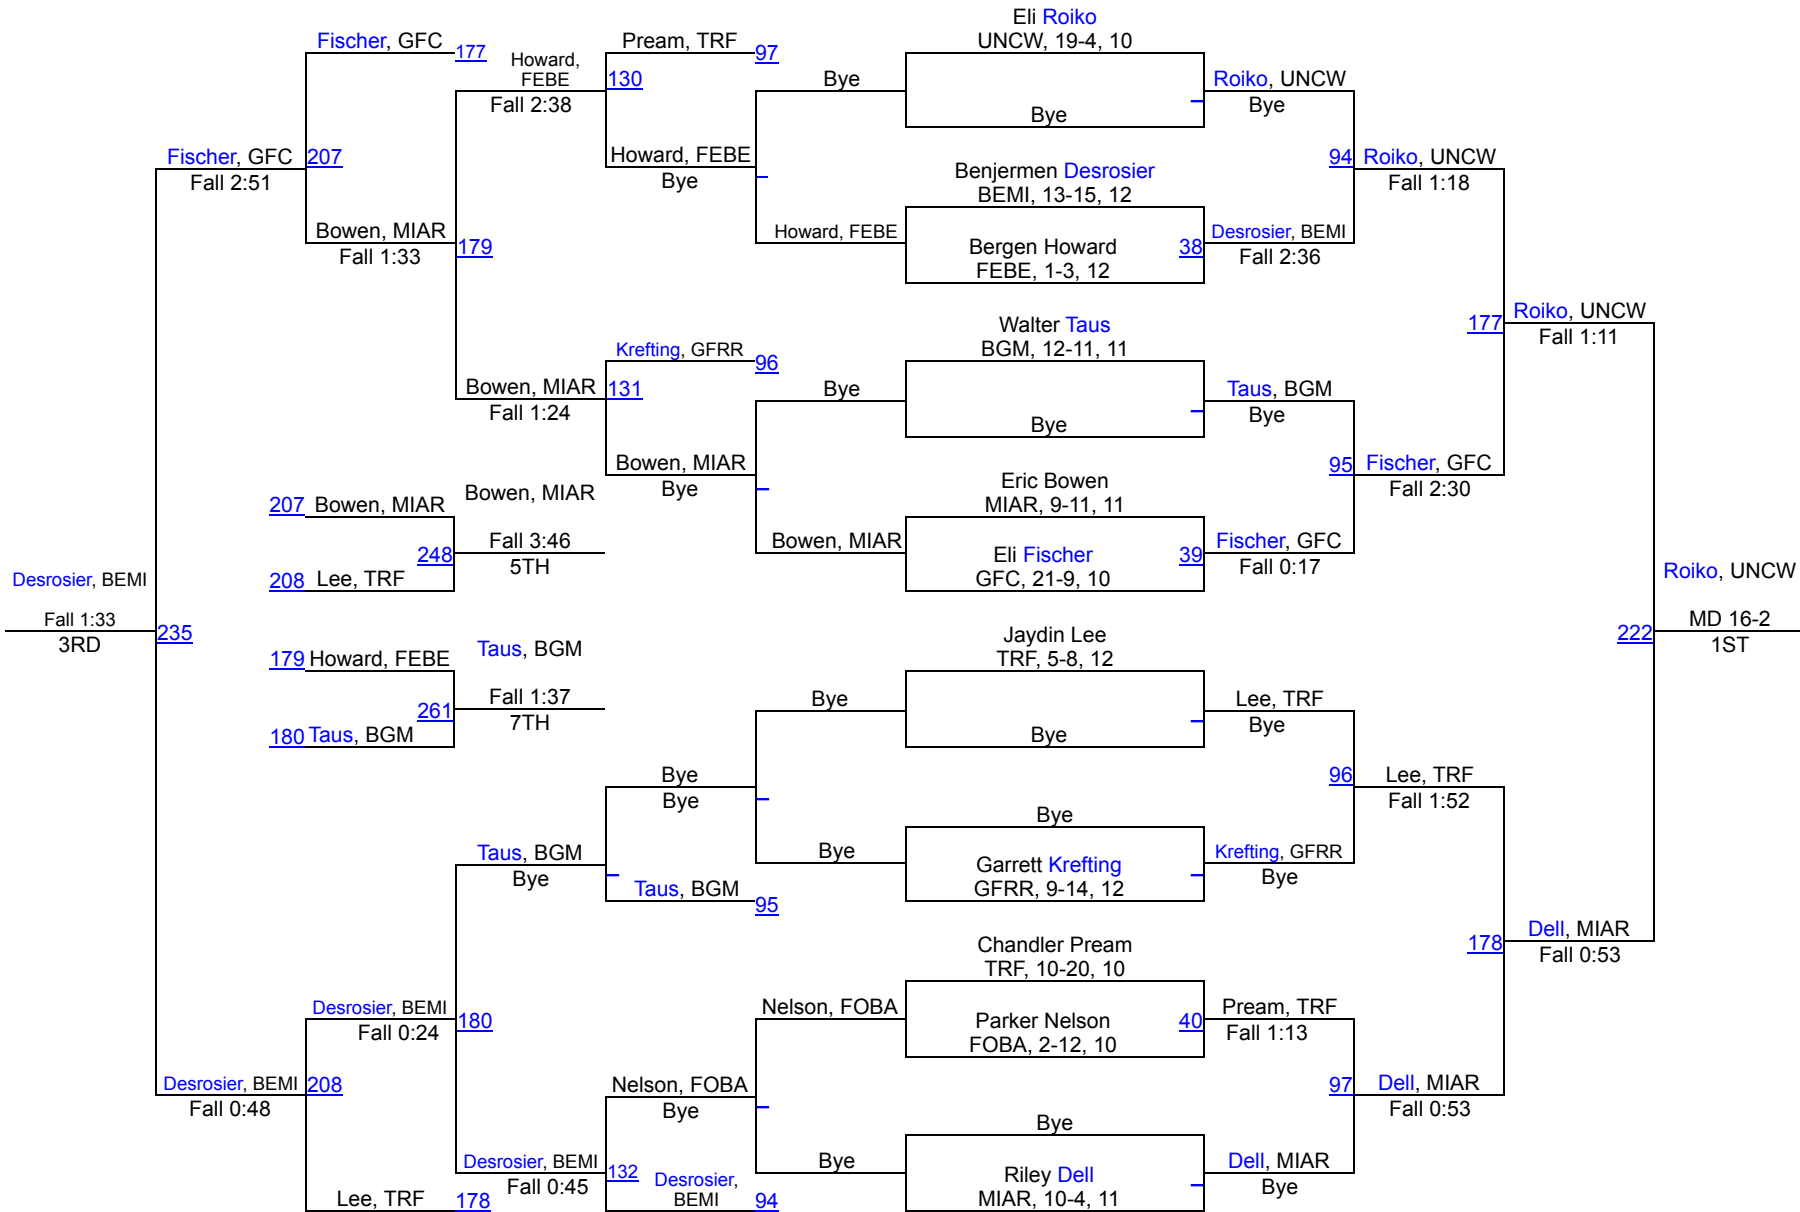 Fischer, GFC
177
Howard,
FEBE
Fall 2:38
Pream, TRF
97
130
Bye
Eli Roiko
UNCW, 19-4, 10
Bye
Roiko, UNCW
Bye
Fischer, GFC
Fall 2:51
207
Howard, FEBE
Bye
Benjermen Desrosier
BEMI, 13-15, 12
94
Roiko, UNCW
Fall 1:18
Bowen, MIAR
Fall 1:33
179
Howard, FEBE
Bergen Howard
FEBE, 1-3, 12
38
Desrosier, BEMI
Fall 2:36
Walter Taus
BGM, 12-11, 11
177
Roiko, UNCW
Fall 1:11
Krefting, GFRR
96
Bowen, MIAR
Fall 1:24
131
Bye
Bye
Taus, BGM
Bye
Bowen, MIAR
Bye
Eric Bowen
MIAR, 9-11, 11
95
Fischer, GFC
Fall 2:30
207
Bowen, MIAR
Bowen, MIAR
248
Fall 3:46
5TH
208
Lee, TRF
Bowen, MIAR
Eli Fischer
GFC, 21-9, 10
39
Fischer, GFC
Fall 0:17
Desrosier, BEMI
Fall 1:33
3RD
235
Roiko, UNCW
222
MD 16-2
1ST
179
Howard, FEBE
Taus, BGM
261
Fall 1:37
7TH
180
Taus, BGM
Jaydin Lee
TRF, 5-8, 12
Bye
Bye
Lee, TRF
Bye
Bye
Bye
96
Lee, TRF
Fall 1:52
Taus, BGM
Bye
Bye
Bye
Garrett Krefting
GFRR, 9-14, 12
Krefting, GFRR
Bye
Taus, BGM
95
Chandler Pream
TRF, 10-20, 10
178
Dell, MIAR
Fall 0:53
Desrosier, BEMI
Fall 0:24
180
Nelson, FOBA
Parker Nelson
FOBA, 2-12, 10
40
Pream, TRF
Fall 1:13
Desrosier, BEMI
Fall 0:48
208
Nelson, FOBA
Bye
97
Dell, MIAR
Fall 0:53
Bye
Desrosier, BEMI
Fall 0:45
132
Desrosier,
BEMI
94
Bye
Riley Dell
MIAR, 10-4, 11
Dell, MIAR
Bye
Lee, TRF
178